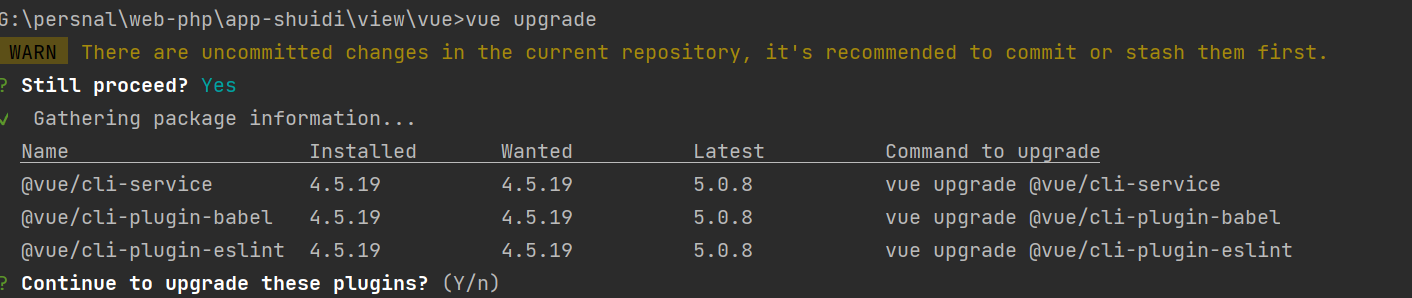 G:\persnal\web-php\app-shuidi\view\vue>vue upgrade
WARN There are uncommitted changes in the current repository, it's recommended to commit or stash them first.
? Still proceed? Yes
√ Gathering package information...
Name Installed Wanted Latest Command to upgrade
@vue/cli-service 4.5.19 4.5.19 5.0.8 vue upgrade @vue/cli-service
@vue/cli-plugin-babel 4.5.19 4.5.19 5.0.8 vue upgrade @vue/cli-plugin-babel
@vue/cli-plugin-eslint 4.5.19 4.5.19 5.0.8 vue upgrade @vue/cli-plugin-eslint
? Continue to upgrade these plugins? (Y/n)